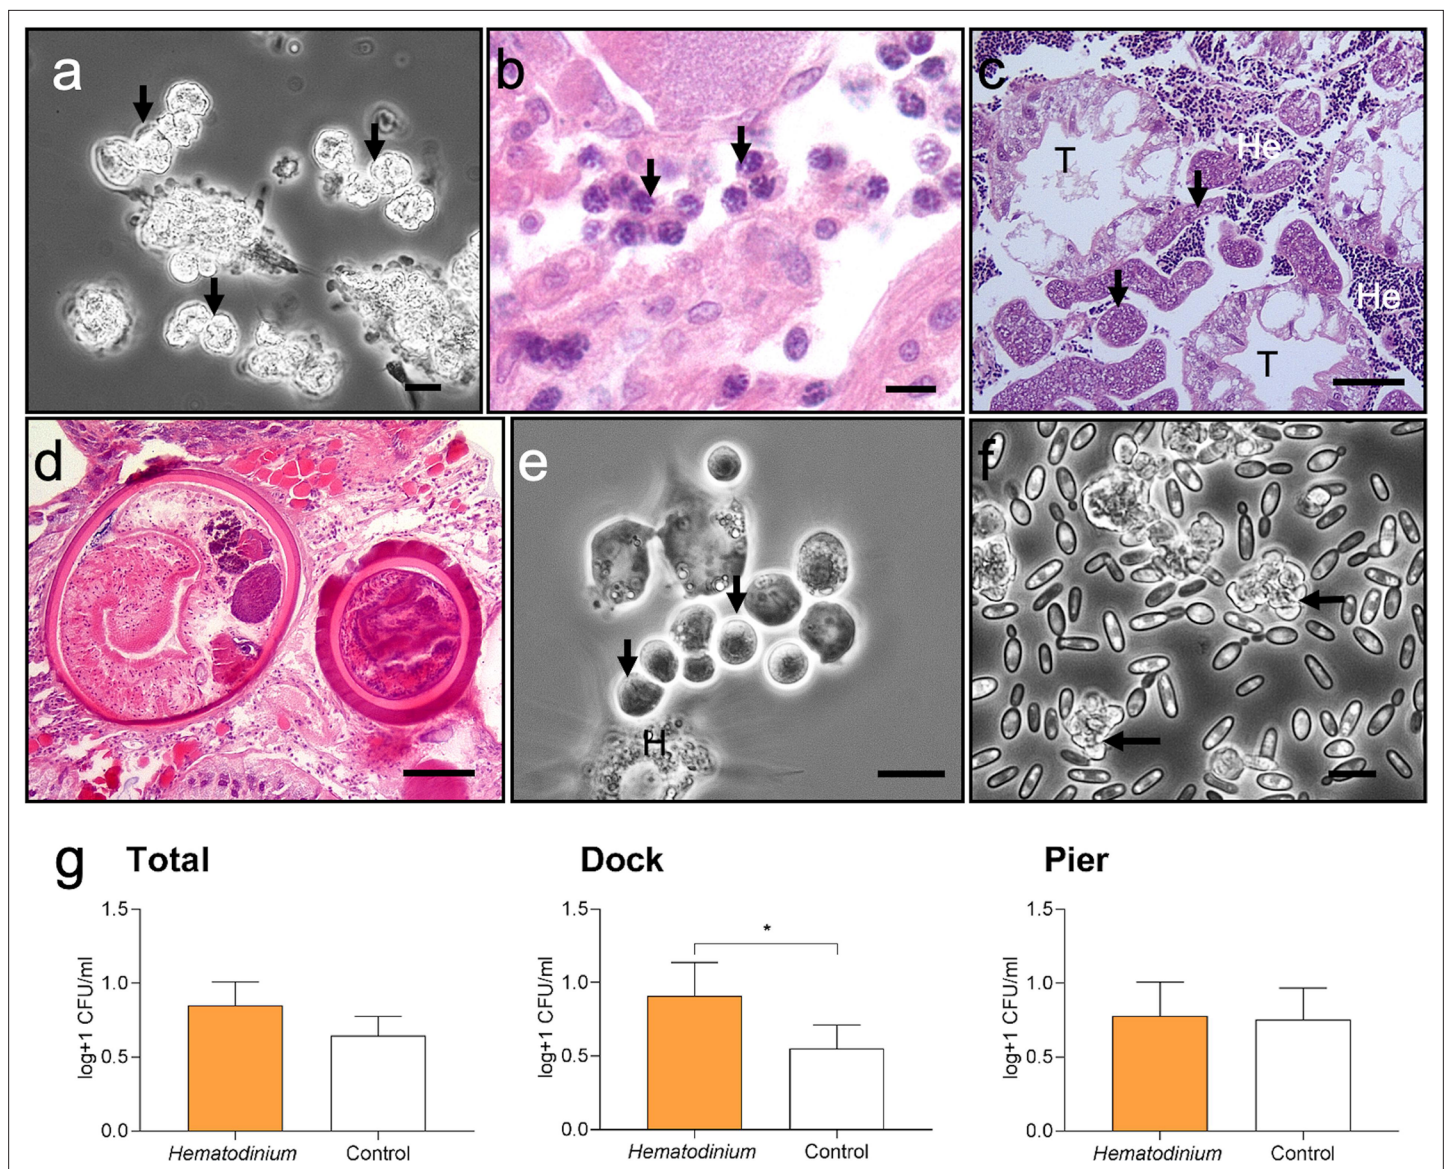 a
b
c
T
He
He
T
d
e
H
f
g
Total
Dock
Pier
1.5
1.0
0.5
0.0
log+1 CFU/ml
Hematodinium
Control
1.5
1.0
0.5
0.0
log+1 CFU/ml
*
Hematodinium
Control
1.5
1.0
0.5
0.0
log+1 CFU/ml
Hematodinium
Control